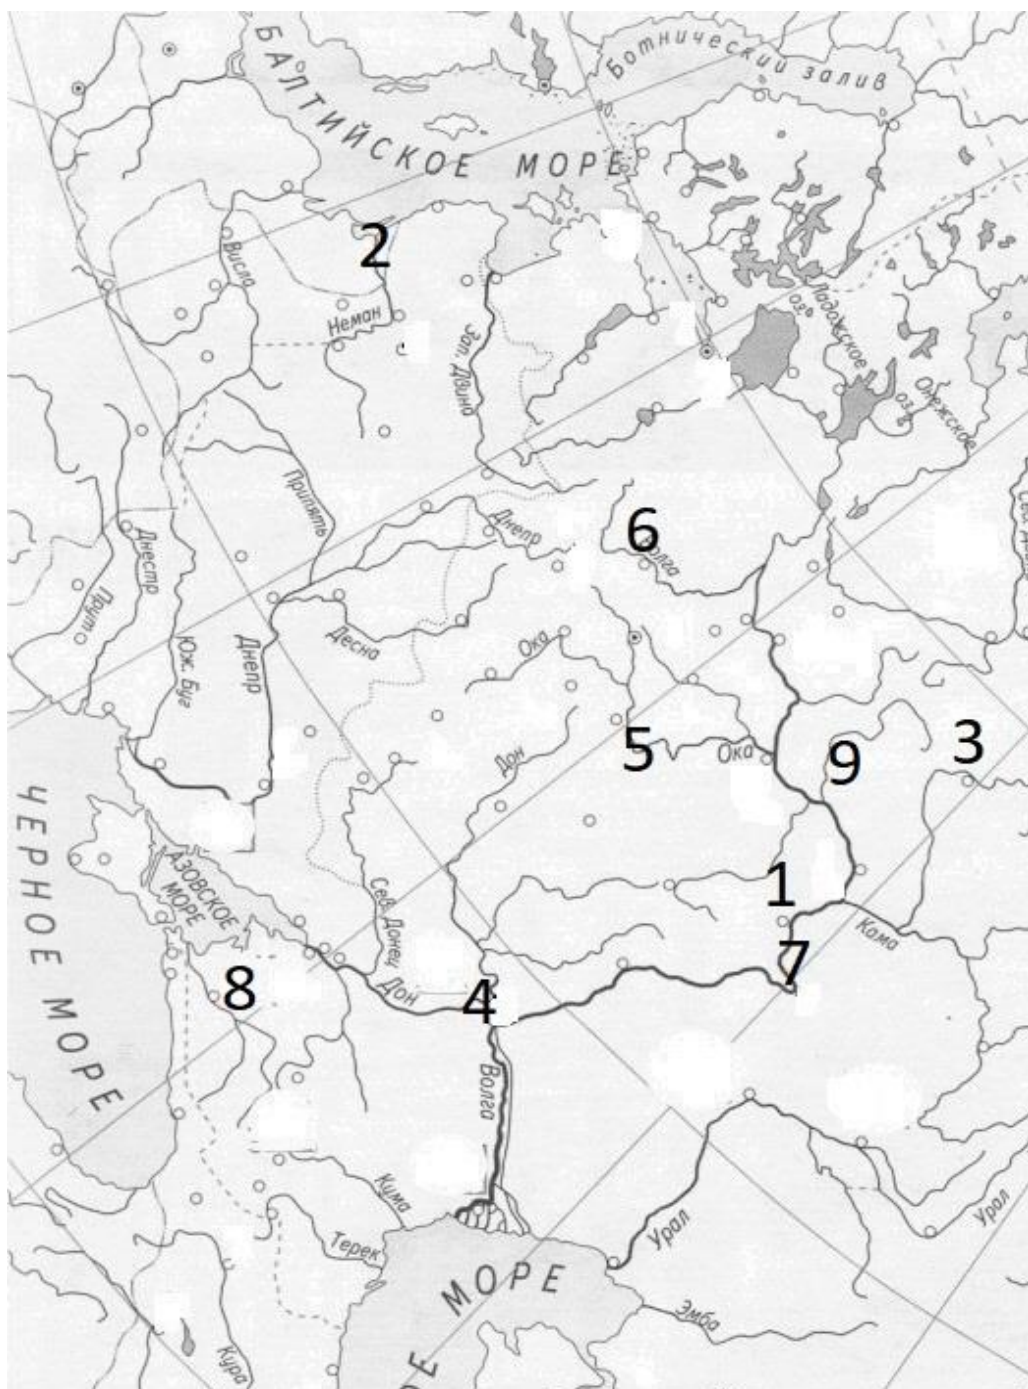 БАЛТИЙСКОЕ МОРЕ
Ботнический залив
2
Висла
Неман
Зап. Двина
Ладожское
оз.
Онежское
оз.
Припять
Днепр
6
Волга
Днестр
Прут
Юж. Буг
Днепр
Десна
Ока
5
Ока
9
3
Дон
ЧЕРНОЕ МОРЕ
АЗОВСКОЕ
МОРЕ
Сев. Донец
1
Кама
7
8
Дон
4
Волга
Кума
Терек
Урал
Урал
МОРЕ
Эмба
Кура
ОЕ